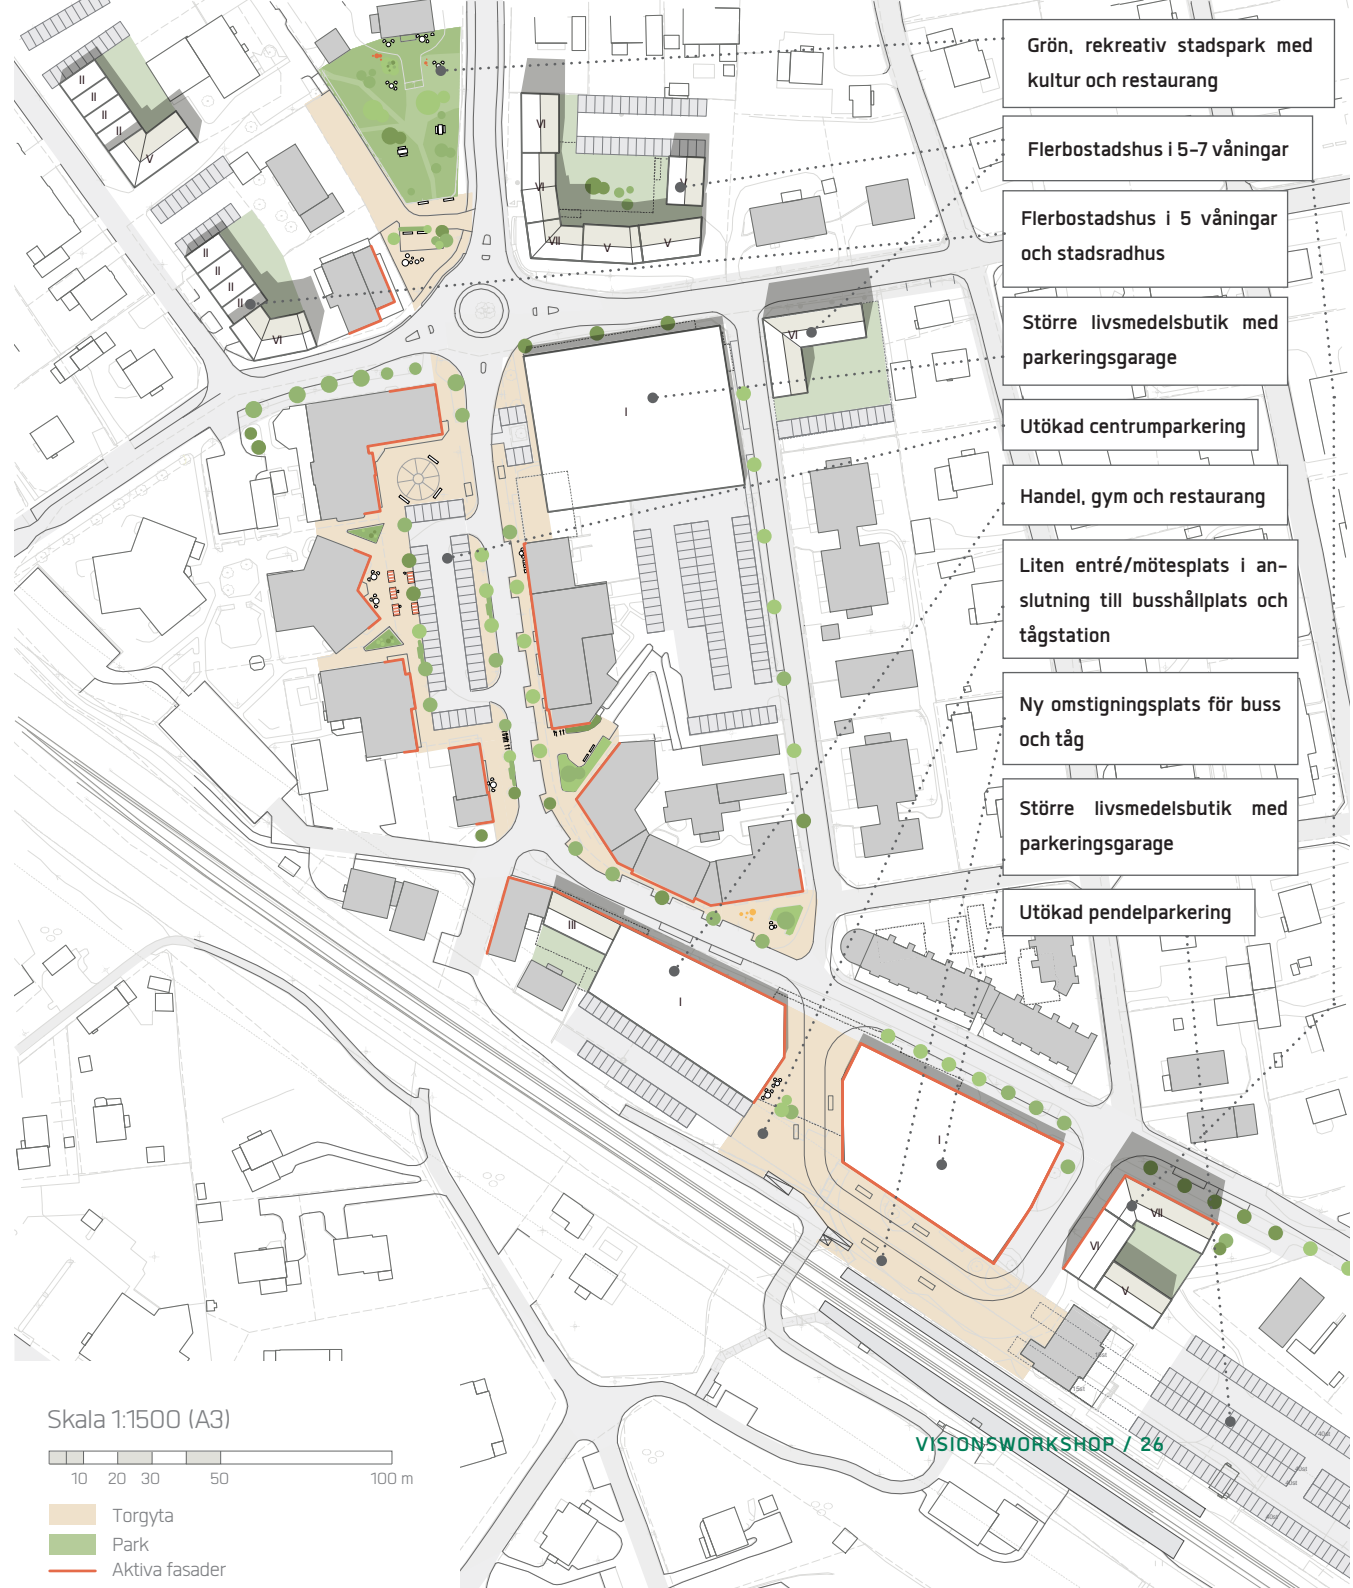 Grön, rekreativ stadspark med
kultur och restaurang
Flerbostadshus i 5-7 våningar
Flerbostadshus i 5 våningar
och stadsradhus
Större livsmedelsbutik med
parkeringsgarage
Utökad centrumparkering
Handel, gym och restaurang
Liten entré/mötesplats i an-
slutning till busshållplats och
tågstation
Ny omstigningsplats för buss
och tåg
Större livsmedelsbutik med
parkeringsgarage
Utökad pendelparkering
II
II
II
II
V
II
II
II
II
VI
VI
VI
VII
V
V
V
VI
I
III
I
I
VII
VI
V
VISIONSWORKSHOP / 26
Skala 1:1500 (A3)
10 20 30 50 100 m
Torgyta
Park
Aktiva fasader